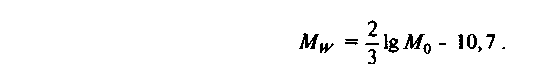 M_W = 2/3 lg M_0 - 10,7 .